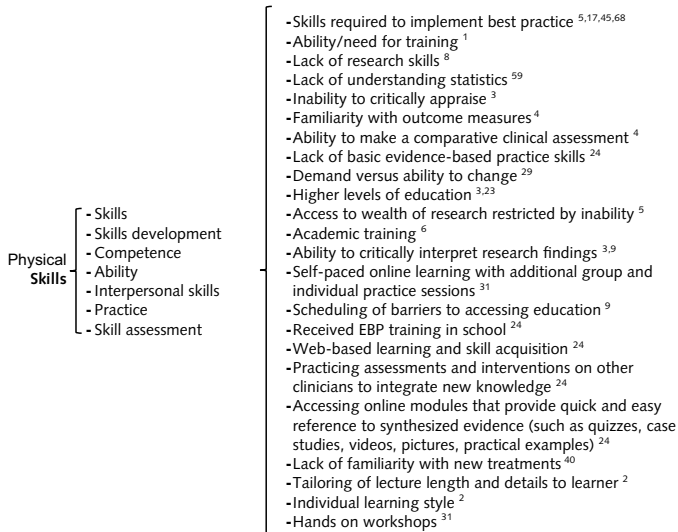 Physical
Skills
- Skills
- Skills development
- Competence
- Ability
- Interpersonal skills
- Practice
- Skill assessment
-Skills required to implement best practice 5,17,45,68
-Ability/need for training 1
-Lack of research skills 8
-Lack of understanding statistics 59
-Inability to critically appraise 3
-Familiarity with outcome measures 4
-Ability to make a comparative clinical assessment 4
-Lack of basic evidence-based practice skills 24
-Demand versus ability to change 29
-Higher levels of education 3,23
-Access to wealth of research restricted by inability 5
-Academic training 6
-Ability to critically interpret research findings 3,9
-Self-paced online learning with additional group and
individual practice sessions 31
-Scheduling of barriers to accessing education 9
-Received EBP training in school 24
-Web-based learning and skill acquisition 24
-Practicing assessments and interventions on other
clinicians to integrate new knowledge 24
-Accessing online modules that provide quick and easy
reference to synthesized evidence (such as quizzes, case
studies, videos, pictures, practical examples) 24
-Lack of familiarity with new treatments 40
-Tailoring of lecture length and details to learner 2
-Individual learning style 2
-Hands on workshops 31